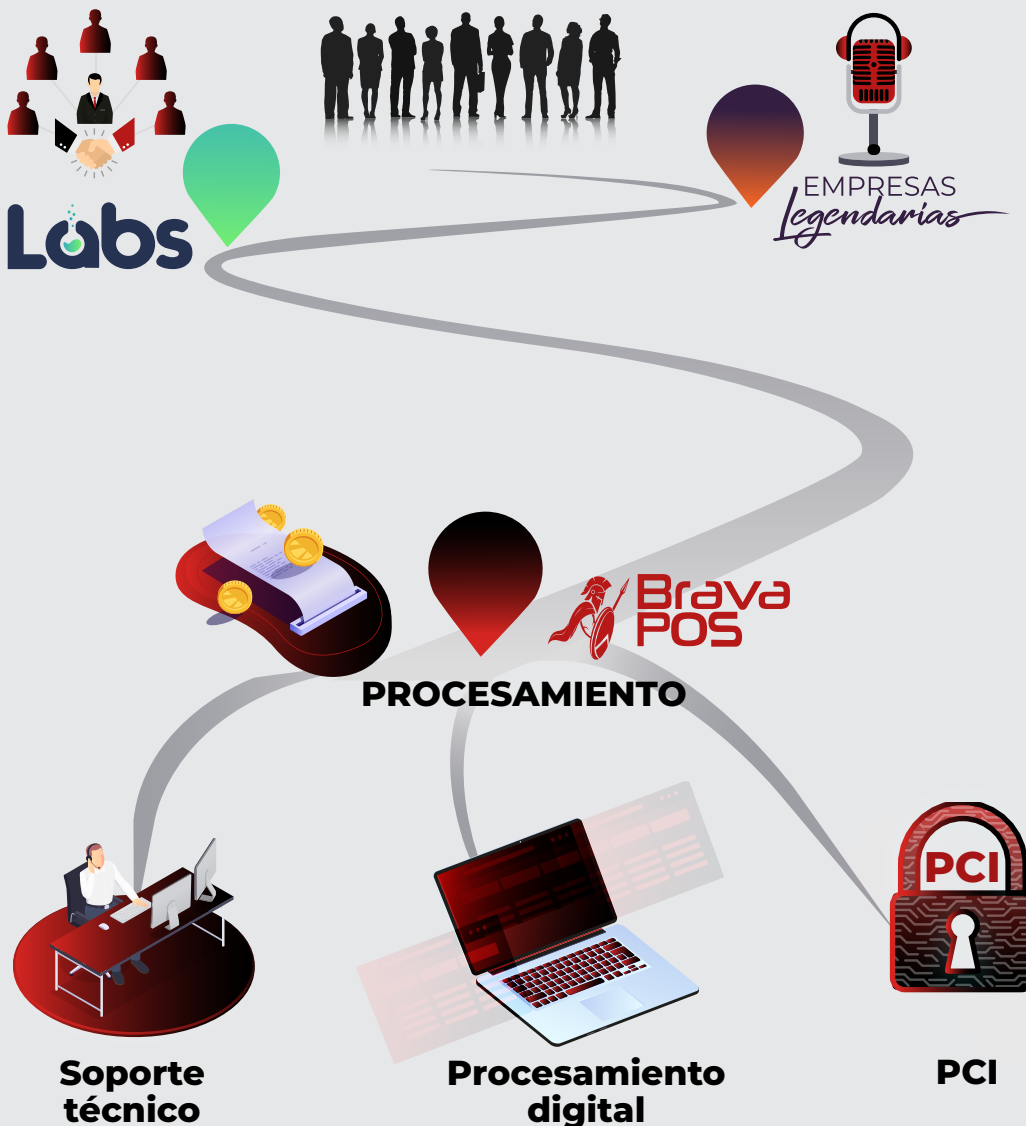 Labs
EMPRESAS
Legendarias
Brava
POS
PROCESAMIENTO
PCI
Soporte
técnico
Procesamiento
digital
PCI